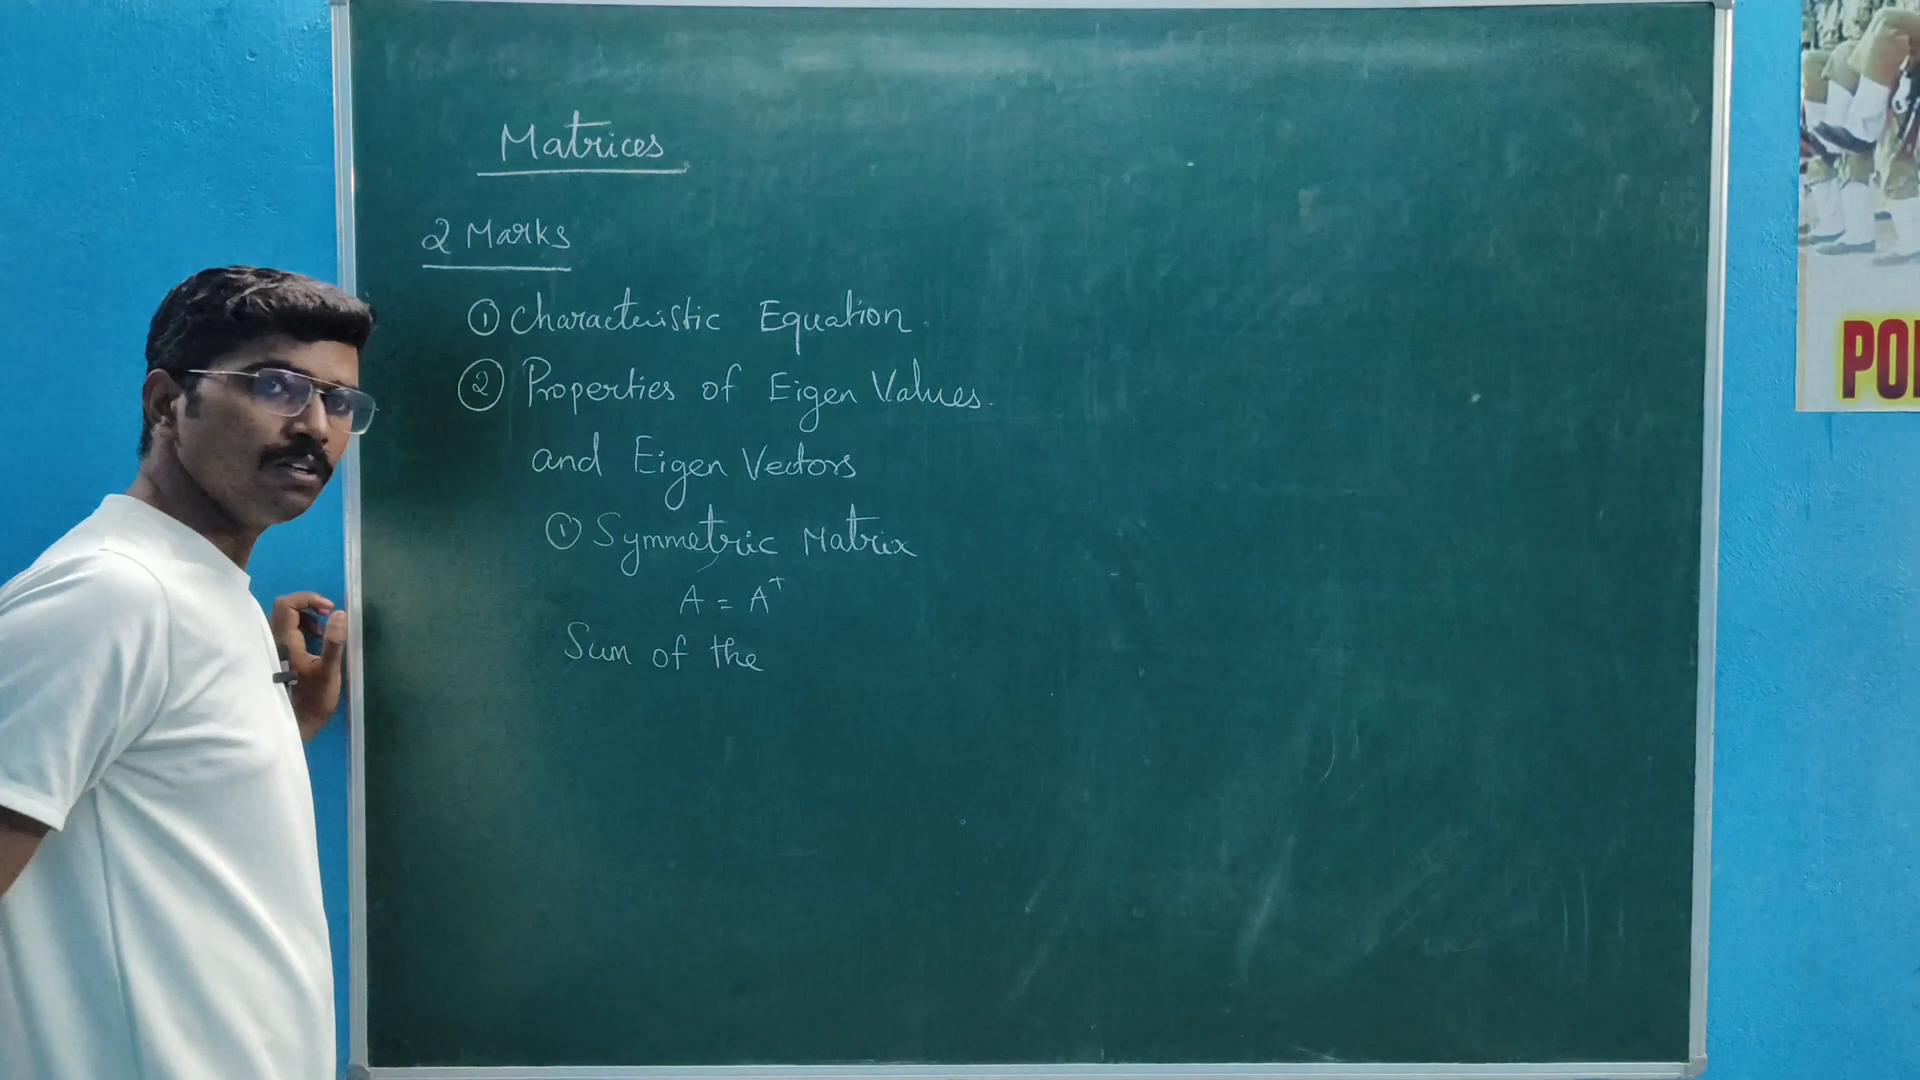 Matrices
2 Marks
① Characteristic Equation.
② Properties of Eigen Values.
and Eigen Vectors
① Symmetric Matrix
A = Aᵀ
Sum of the